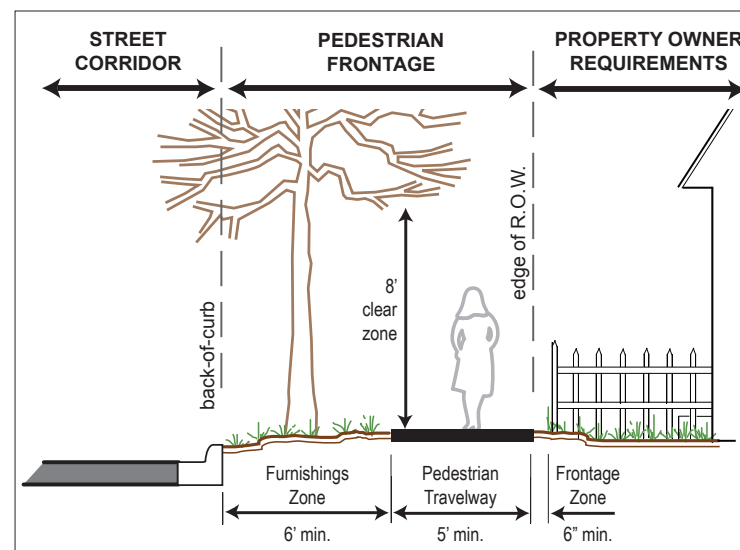 STREET
CORRIDOR
PEDESTRIAN
FRONTAGE
PROPERTY OWNER
REQUIREMENTS
back-of-curb
8’
clear
zone
edge of R.O.W.
Furnishings
Zone
Pedestrian
Travelway
Frontage
Zone
6’ min.
5’ min.
6” min.